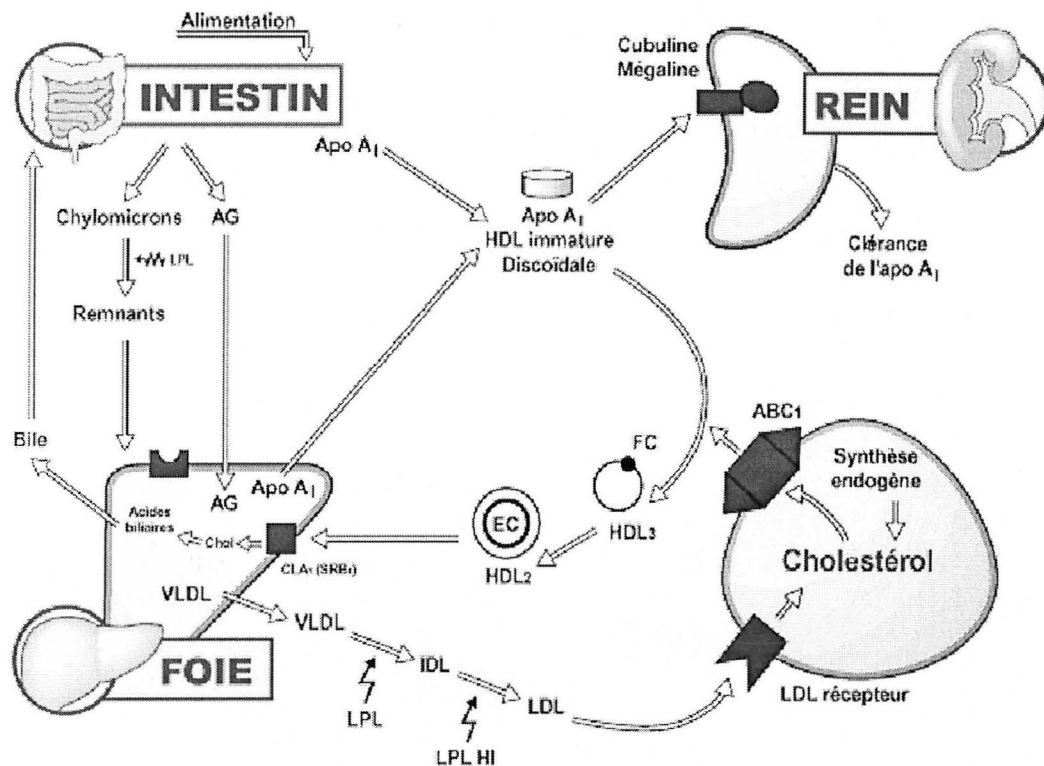 Alimentation
INTESTIN
Cubuline
Mégaline
REIN
Apo A₁
Chylomicrons
AG
Apo A₁
HDL immature
Discoïdale
Clérance
de l'apo A₁
LPL
Remnants
ABC1
Bile
FC
Synthèse
endogène
AG
Apo A₁
Acides
biliaires
Chol
EC
HDL₃
Cholestérol
HDL₂
CLA₁ (SRB₁)
VLDL
VLDL
FOIE
IDL
LDL
LDL récepteur
LPL
LPL HI